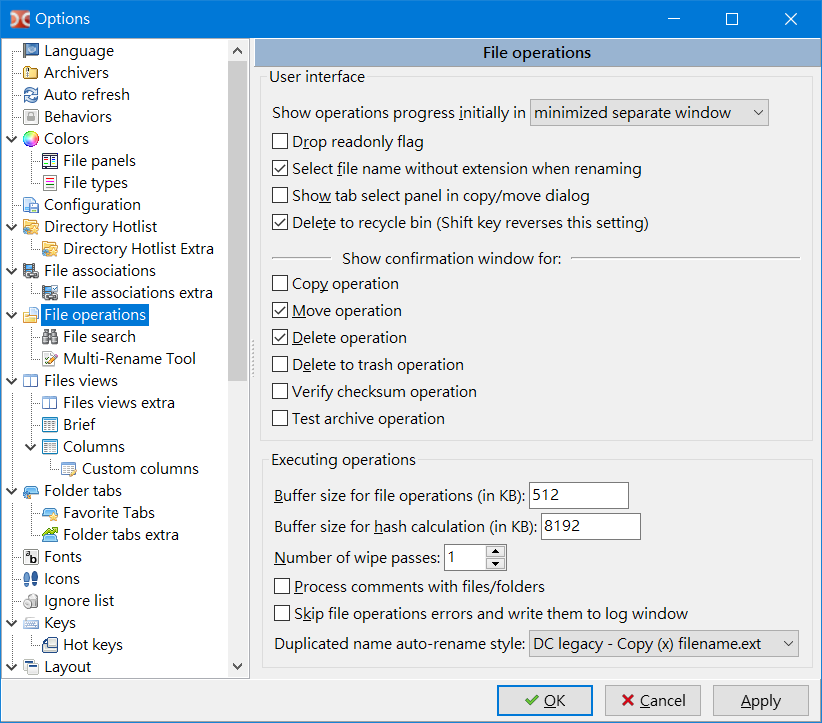 Options
Language
Archivers
Auto refresh
Behaviors
Colors
File panels
File types
Configuration
Directory Hotlist
Directory Hotlist Extra
File associations
File associations extra
File operations
File search
Multi-Rename Tool
Files views
Files views extra
Brief
Columns
Custom columns
Folder tabs
Favorite Tabs
Folder tabs extra
Fonts
Icons
Ignore list
Keys
Hot keys
Layout
File operations
User interface
Show operations progress initially in minimized separate window
Drop readonly flag
Select file name without extension when renaming
Show tab select panel in copy/move dialog
Delete to recycle bin (Shift key reverses this setting)
Show confirmation window for:
Copy operation
Move operation
Delete operation
Delete to trash operation
Verify checksum operation
Test archive operation
Executing operations
Buffer size for file operations (in KB): 512
Buffer size for hash calculation (in KB): 8192
Number of wipe passes: 1
Process comments with files/folders
Skip file operations errors and write them to log window
Duplicated name auto-rename style: DC legacy - Copy (x) filename.ext
OK Cancel Apply